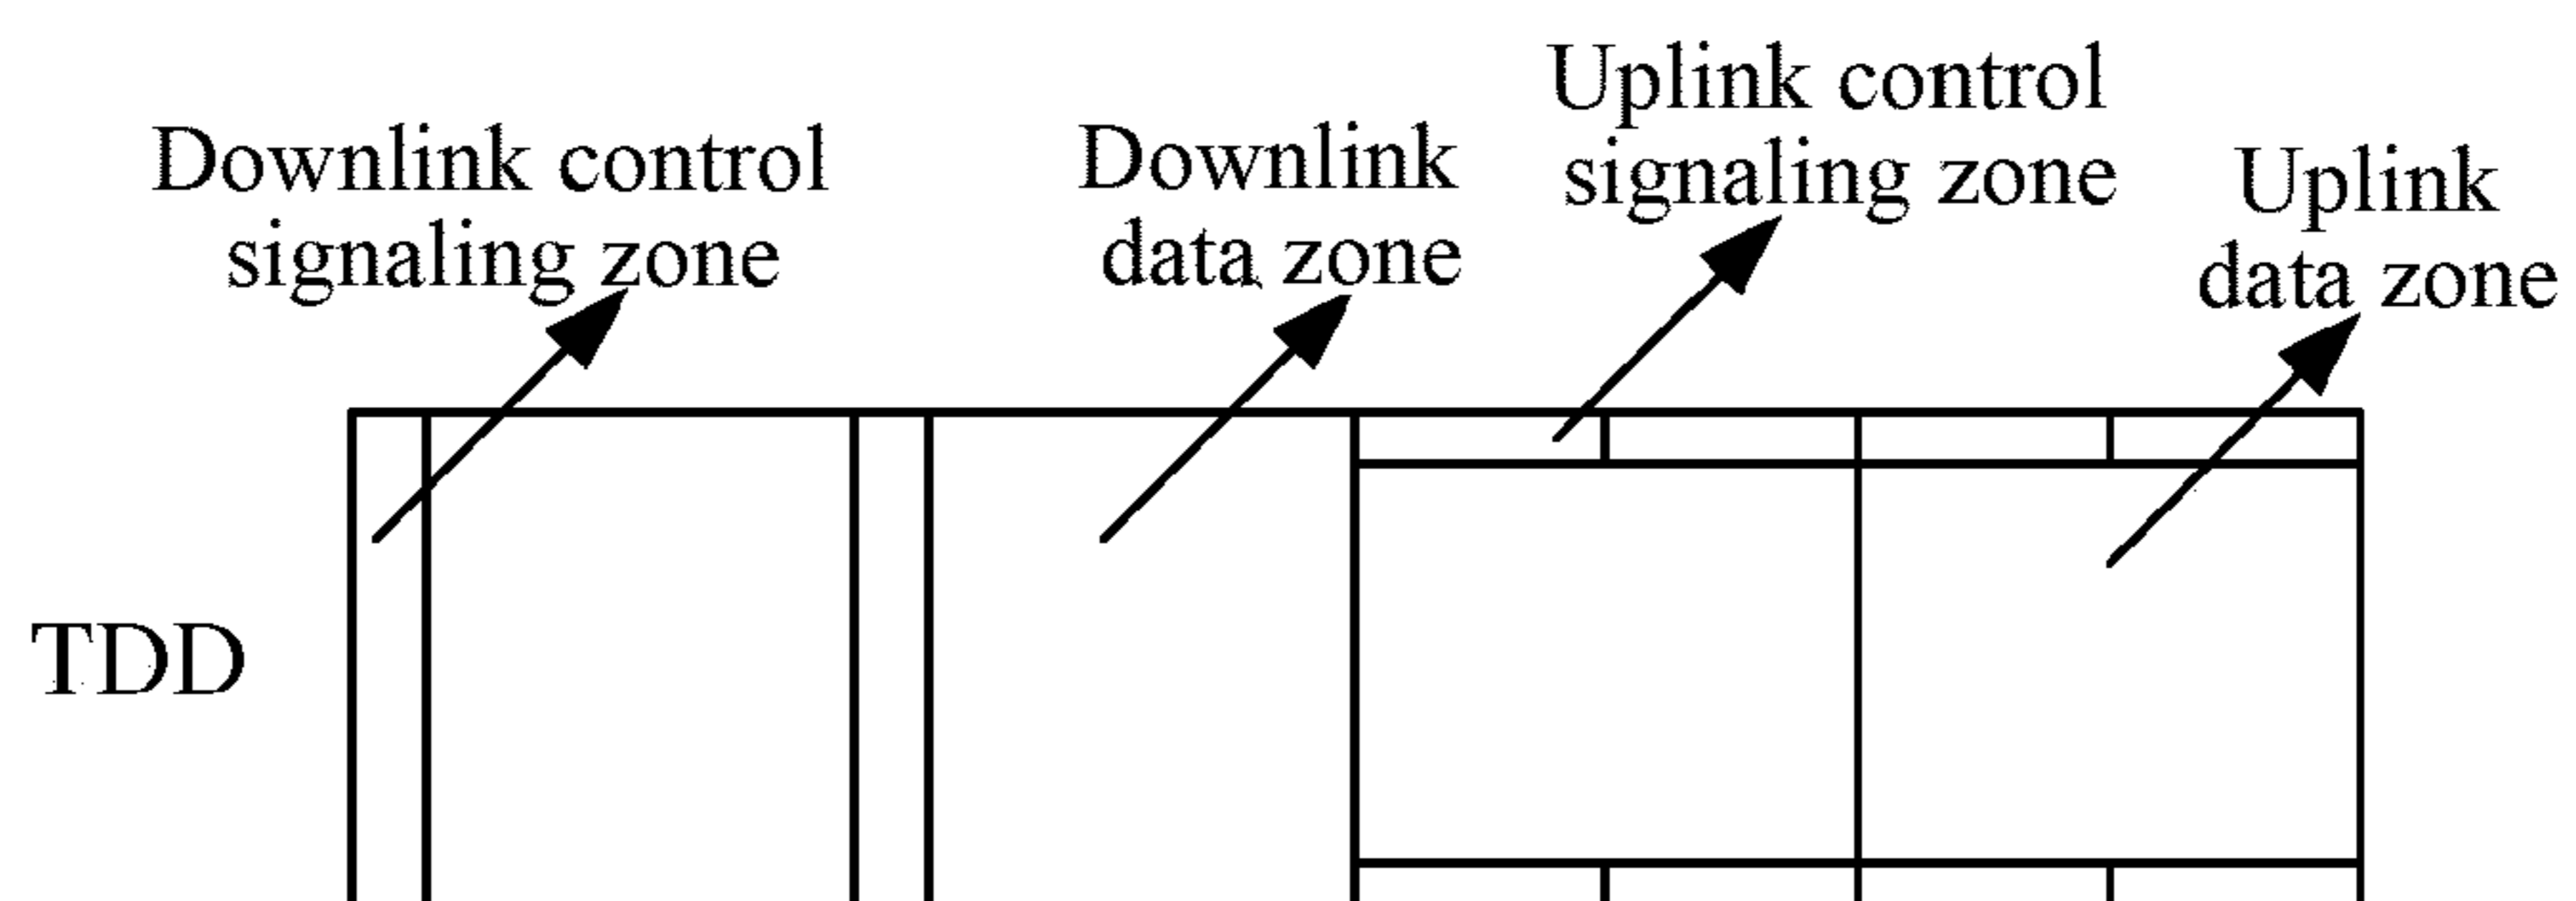 Downlink control
signaling zone
Downlink
data zone
Uplink control
signaling zone
Uplink
data zone
TDD